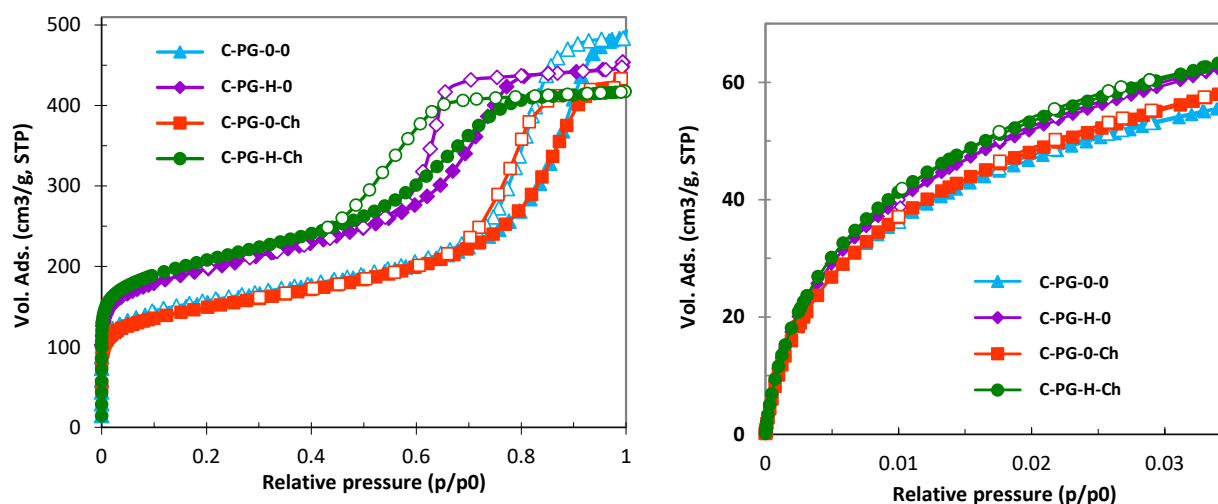 500
400
300
200
100
0
Vol. Ads. (cm3/g, STP)
C-PG-0-0
C-PG-H-0
C-PG-0-Ch
C-PG-H-Ch
0 0.2 0.4 0.6 0.8 1
Relative pressure (p/p0)
60
40
20
0
Vol. Ads. (cm3/g, STP)
C-PG-0-0
C-PG-H-0
C-PG-0-Ch
C-PG-H-Ch
0 0.01 0.02 0.03
Relative pressure (p/p0)